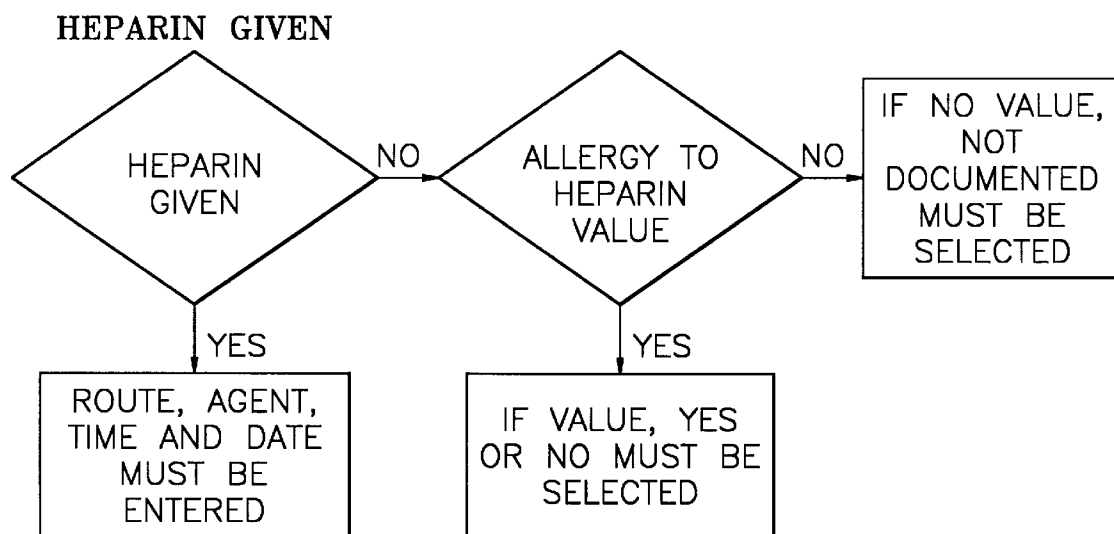 HEPARIN GIVEN
HEPARIN
GIVEN
NO
ALLERGY TO
HEPARIN
VALUE
NO
IF NO VALUE,
NOT
DOCUMENTED
MUST BE
SELECTED
YES
ROUTE, AGENT,
TIME AND DATE
MUST BE
ENTERED
YES
IF VALUE, YES
OR NO MUST BE
SELECTED